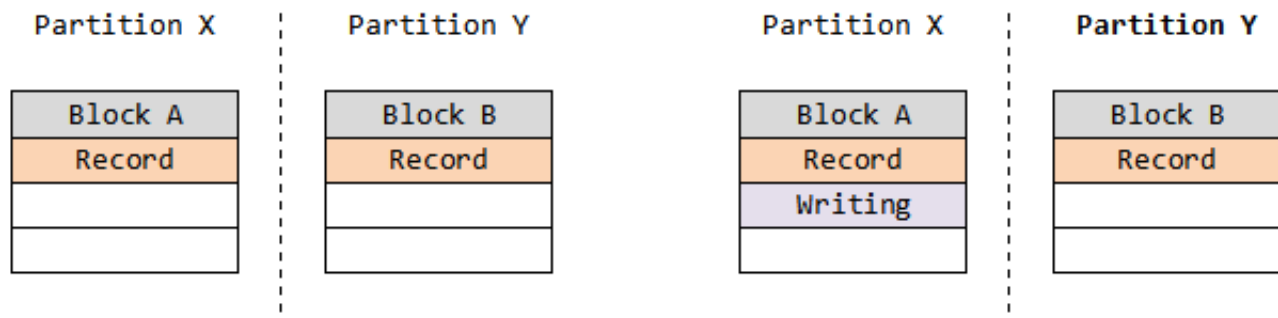 Partition X Partition Y Partition X Partition Y
Block A Block B Block A Block B
Record Record Record Record
Writing